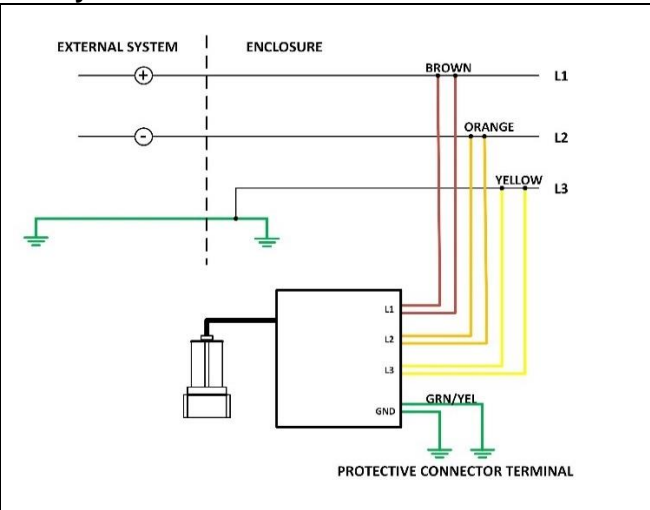 EXTERNAL SYSTEM
ENCLOSURE
+
BROWN
L1
-
ORANGE
L2
YELLOW
L3
L1
L2
L3
GRN/YEL
GND
PROTECTIVE CONNECTOR TERMINAL